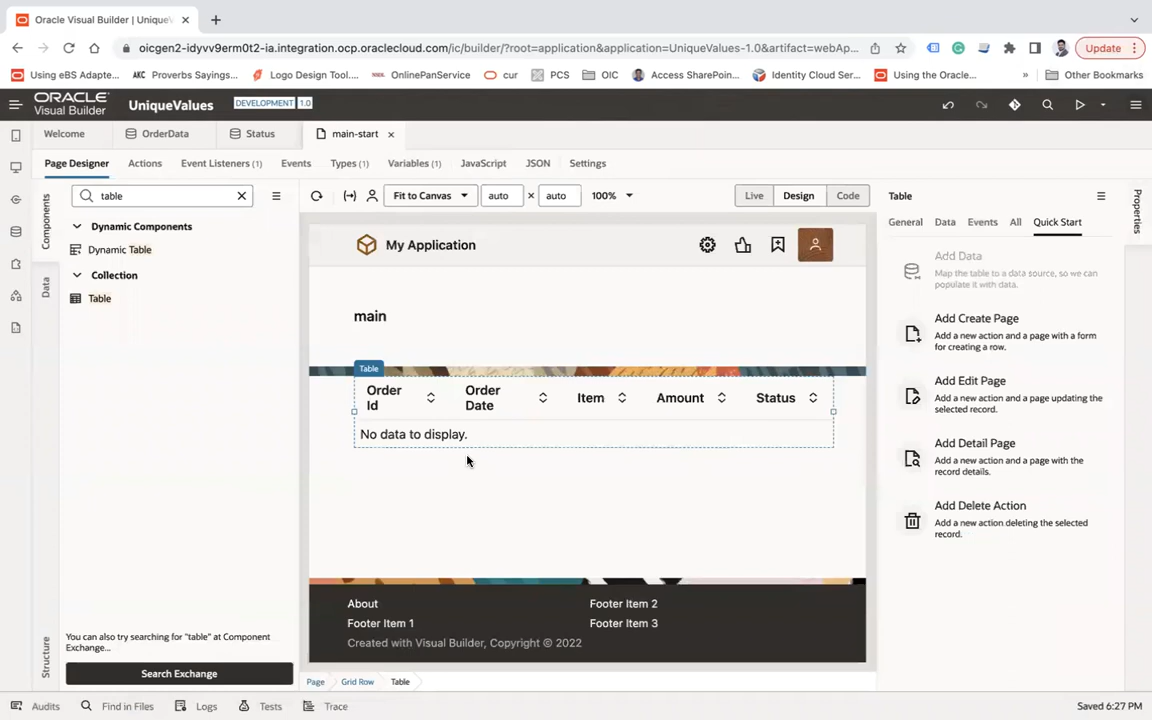 Oracle Visual Builder | UniqueV
oicgen2-idyvv9erm0t2-ia.integration.ocp.oraclecloud.com/ic/builder/?root=application&application=UniqueValues-1.0&artifact=webAp...
Update
Using eBS Adapte...
AKC Proverbs Sayings...
Logo Design Tool....
OnlinePanService
cur
PCS
OIC
Access SharePoin...
Identity Cloud Ser...
Using the Oracle...
»
Other Bookmarks
ORACLE
Visual Builder
UniqueValues
DEVELOPMENT 1.0
Welcome
OrderData
Status
main-start
Page Designer
Actions
Event Listeners (1)
Events
Types (1)
Variables (1)
JavaScript
JSON
Settings
Components
Data
Structure
table
Dynamic Components
Dynamic Table
Collection
Table
You can also try searching for "table" at Component
Exchange...
Search Exchange
Fit to Canvas
auto × auto
100%
Live
Design
Code
My Application
main
Table
Order Id
Order Date
Item
Amount
Status
No data to display.
About
Footer Item 2
Footer Item 1
Footer Item 3
Created with Visual Builder, Copyright © 2022
Page
Grid Row
Table
Table
General
Data
Events
All
Quick Start
Properties
Add Data
Map the table to a data source, so we can
populate it with data.
Add Create Page
Add a new action and a page with a form
for creating a row.
Add Edit Page
Add a new action and a page updating the
selected record.
Add Detail Page
Add a new action and a page with the
record details.
Add Delete Action
Add a new action deleting the selected
record.
Audits
Find in Files
Logs
Tests
Trace
Saved 6:27 PM